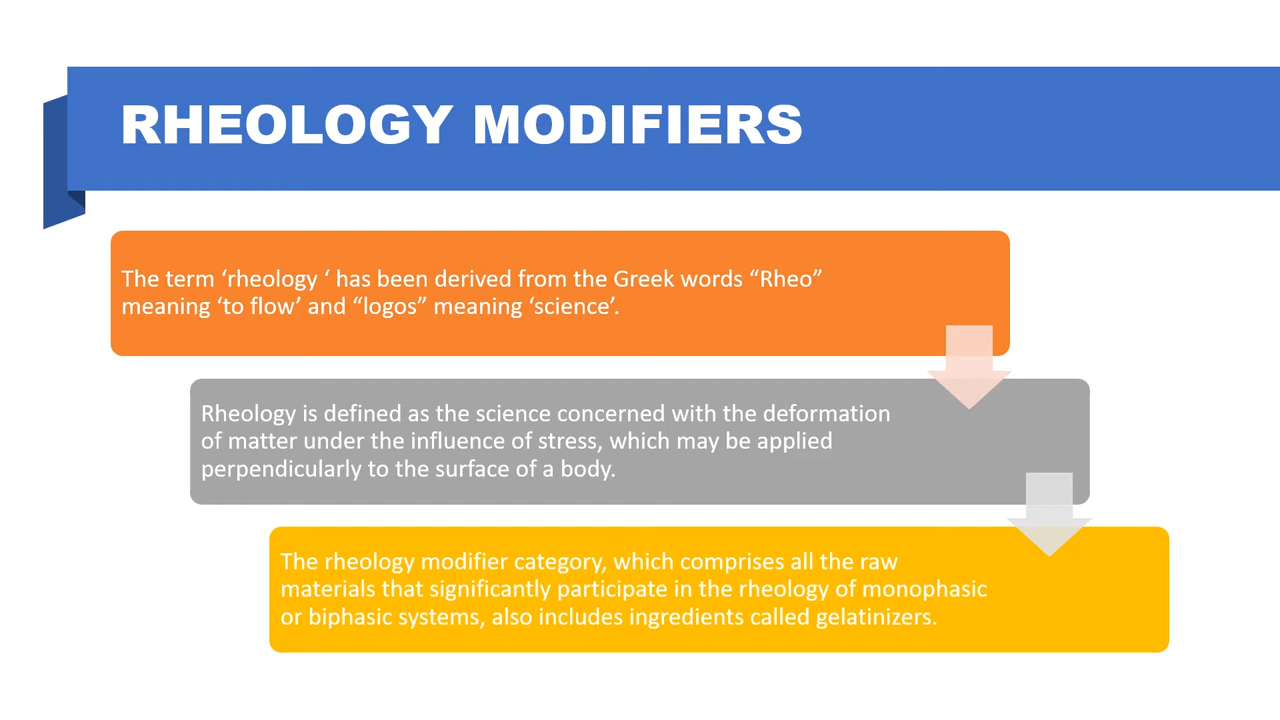 RHEOLOGY MODIFIERS
The term ‘rheology ‘ has been derived from the Greek words “Rheo”
meaning ‘to flow’ and “logos” meaning ‘science’.
Rheology is defined as the science concerned with the deformation
of matter under the influence of stress, which may be applied
perpendicularly to the surface of a body.
The rheology modifier category, which comprises all the raw
materials that significantly participate in the rheology of monophasic
or biphasic systems, also includes ingredients called gelatinizers.